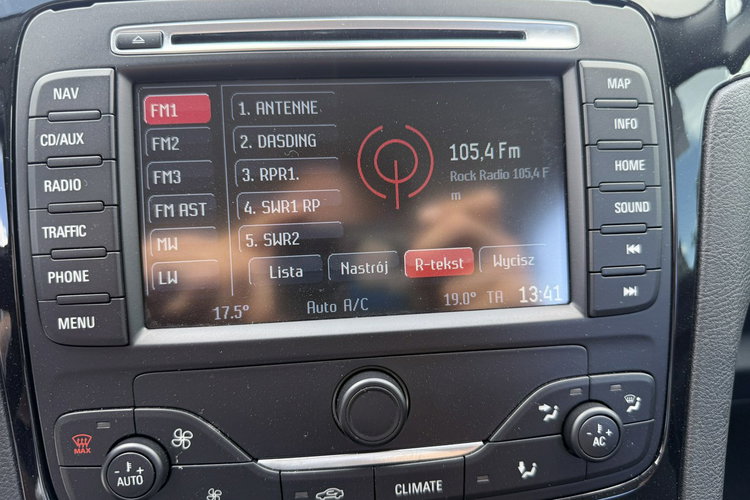 NAV
CD/AUX
RADIO
TRAFFIC
PHONE
MENU
FM1
FM2
FM3
FM AST
MW
LW
1. ANTENNE
2. DASDING
3. RPR1.
4. SWR1 RP
5. SWR2
105,4 Fm
Rock Radio 105,4 F
m
Lista
Nastrój
R-tekst
Wycisz
17.5°
Auto A/C
19.0°
TA
13:41
MAP
INFO
HOME
SOUND
MAX
- +
AUTO
CLIMATE
- +
AC